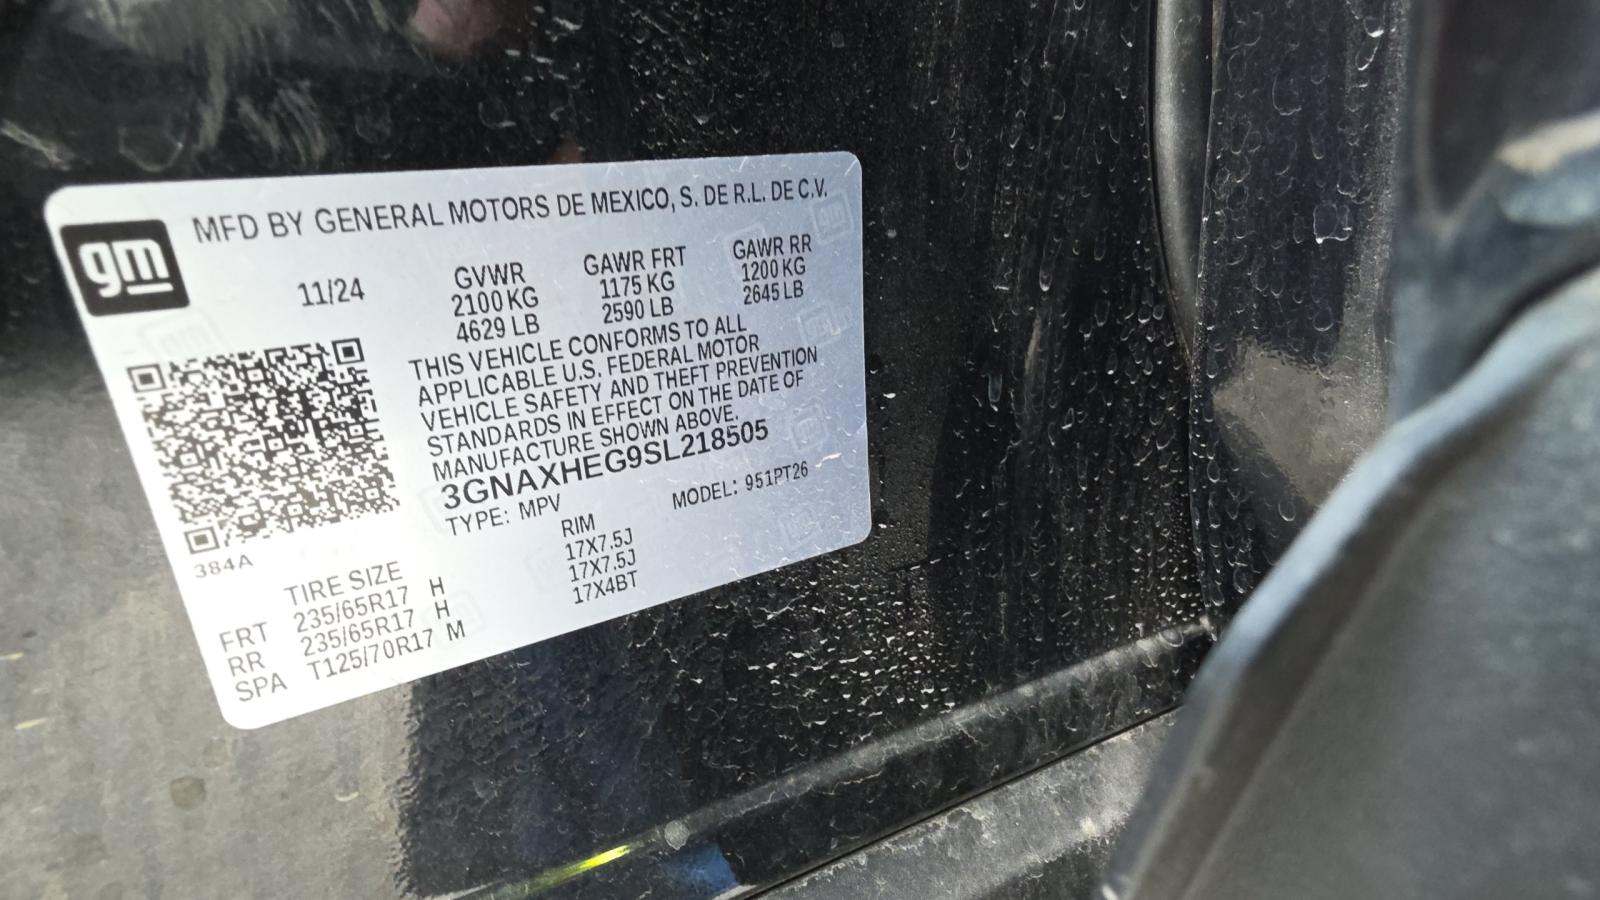 gm
MFD BY GENERAL MOTORS DE MEXICO, S. DE R.L. DE C.V.
11/24
GVWR
2100 KG
4629 LB
GAWR FRT
1175 KG
2590 LB
GAWR RR
1200 KG
2645 LB
THIS VEHICLE CONFORMS TO ALL
APPLICABLE U.S. FEDERAL MOTOR
VEHICLE SAFETY AND THEFT PREVENTION
STANDARDS IN EFFECT ON THE DATE OF
MANUFACTURE SHOWN ABOVE.
3GNAXHEG9SL218505
TYPE: MPV MODEL: 951PT26
384A
TIRE SIZE RIM
FRT 235/65R17 H 17X7.5J
RR 235/65R17 H 17X7.5J
SPA T125/70R17 M 17X4BT